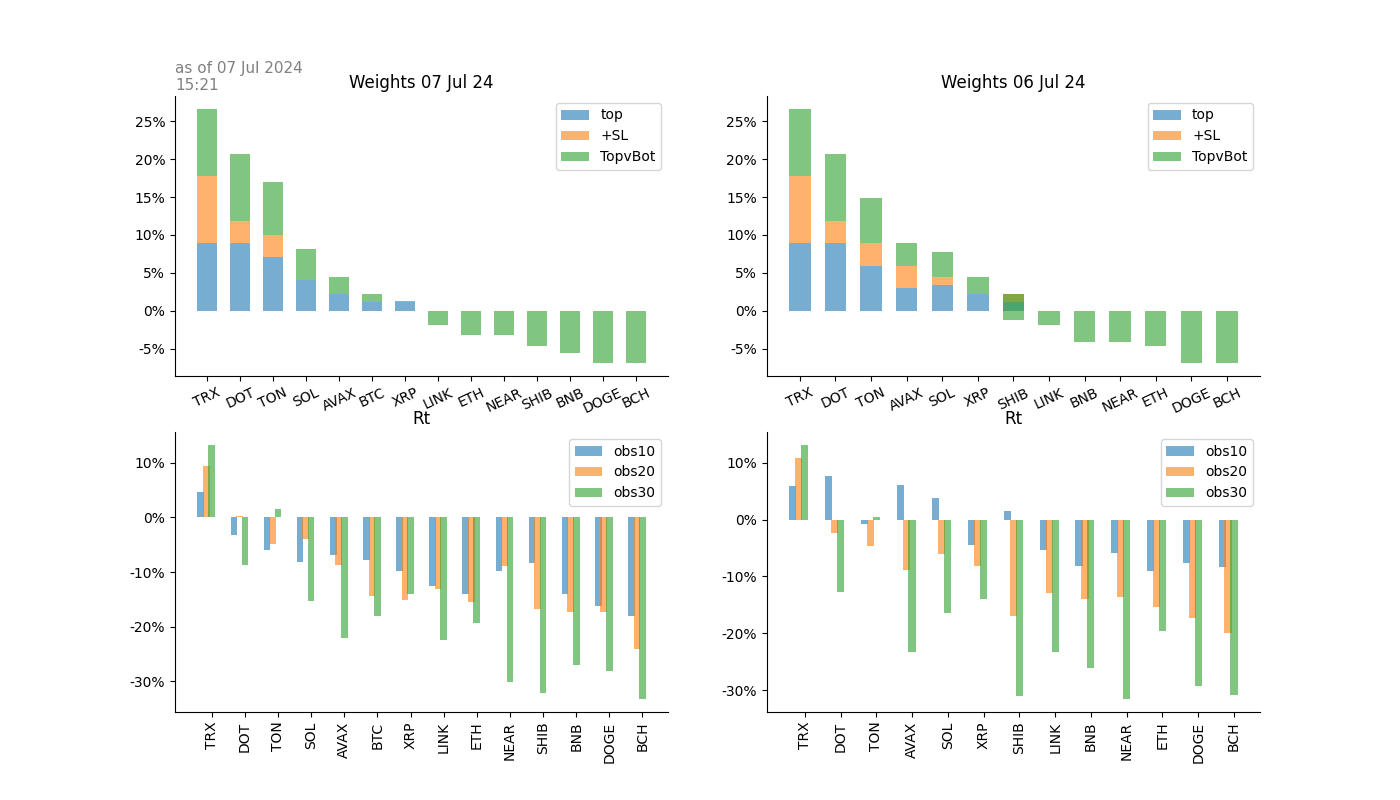 as of 07 Jul 2024
15:21
Weights 07 Jul 24
top
+SL
TopvBot
25%
20%
15%
10%
5%
0%
-5%
TRX DOT TON SOL AVAX BTC XRP LINK ETH NEAR SHIB BNB DOGE BCH
Weights 06 Jul 24
top
+SL
TopvBot
25%
20%
15%
10%
5%
0%
-5%
TRX DOT TON AVAX SOL XRP SHIB LINK BNB NEAR ETH DOGE BCH
Rt
obs10
obs20
obs30
10%
0%
-10%
-20%
-30%
TRX DOT TON SOL AVAX BTC XRP LINK ETH NEAR SHIB BNB DOGE BCH
Rt
obs10
obs20
obs30
10%
0%
-10%
-20%
-30%
TRX DOT TON AVAX SOL XRP SHIB LINK BNB NEAR ETH DOGE BCH